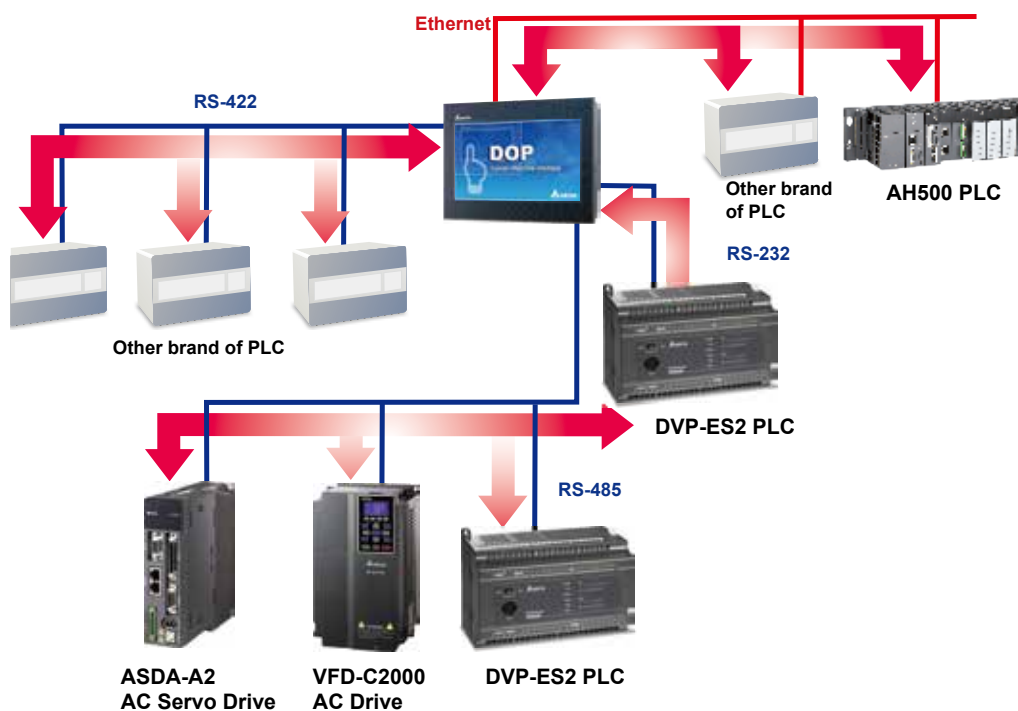 Ethernet
RS-422
DOP
Other brand
of PLC
AH500 PLC
RS-232
Other brand of PLC
DVP-ES2 PLC
RS-485
ASDA-A2
AC Servo Drive
VFD-C2000
AC Drive
DVP-ES2 PLC